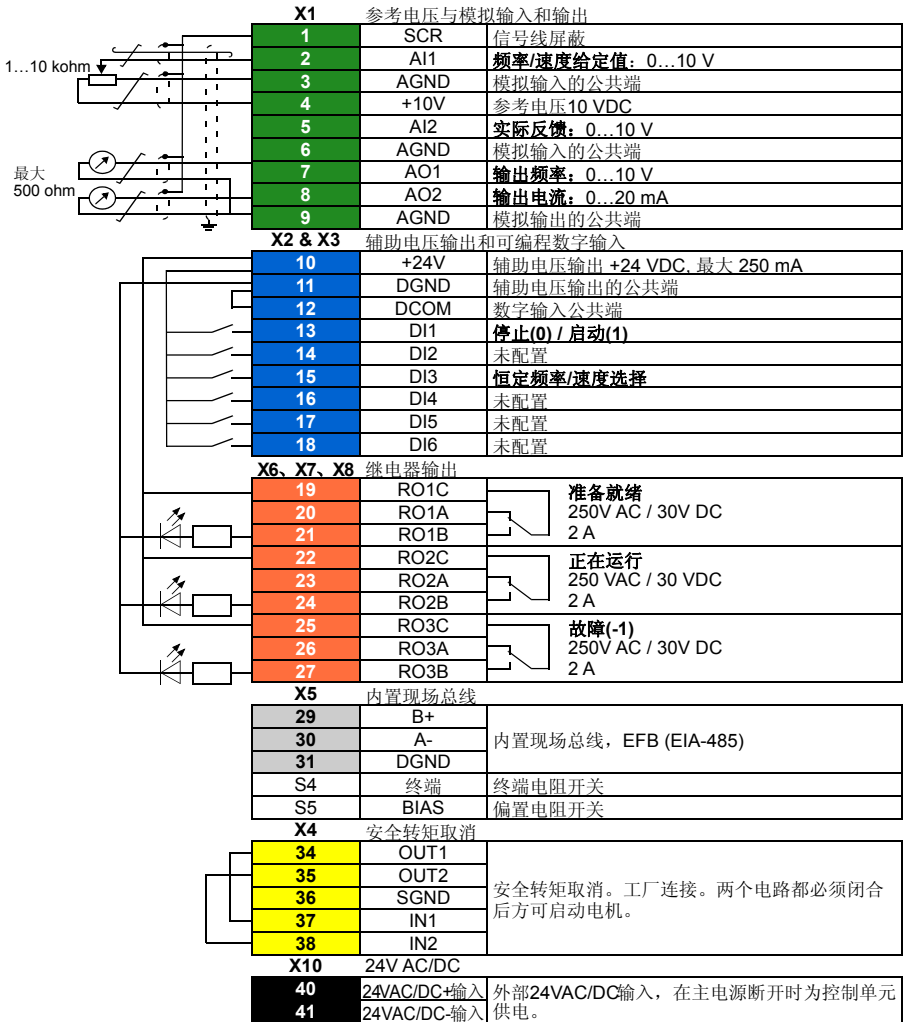 X1 参考电压与模拟输入和输出
1 SCR 信号线屏蔽
1…10 kohm
2 AI1 频率/速度给定值：0…10 V
3 AGND 模拟输入的公共端
4 +10V 参考电压10 VDC
5 AI2 实际反馈：0…10 V
6 AGND 模拟输入的公共端
最大
500 ohm
7 AO1 输出频率：0…10 V
8 AO2 输出电流：0…20 mA
9 AGND 模拟输出的公共端
X2 & X3 辅助电压输出和可编程数字输入
10 +24V 辅助电压输出 +24 VDC, 最大 250 mA
11 DGND 辅助电压输出的公共端
12 DCOM 数字输入公共端
13 DI1 停止(0) / 启动(1)
14 DI2 未配置
15 DI3 恒定频率/速度选择
16 DI4 未配置
17 DI5 未配置
18 DI6 未配置
X6、X7、X8 继电器输出
19 RO1C 准备就绪
20 RO1A 250V AC / 30V DC
21 RO1B 2 A
22 RO2C 正在运行
23 RO2A 250 VAC / 30 VDC
24 RO2B 2 A
25 RO3C 故障(-1)
26 RO3A 250V AC / 30V DC
27 RO3B 2 A
X5 内置现场总线
29 B+
30 A- 内置现场总线，EFB (EIA-485)
31 DGND
S4 终端 终端电阻开关
S5 BIAS 偏置电阻开关
X4 安全转矩取消
34 OUT1
35 OUT2
36 SGND
37 IN1
38 IN2
安全转矩取消。工厂连接。两个电路都必须闭合
后方可启动电机。
X10 24V AC/DC
40 24VAC/DC+输入 外部24VAC/DC输入，在主电源断开时为控制单元
41 24VAC/DC-输入 供电。